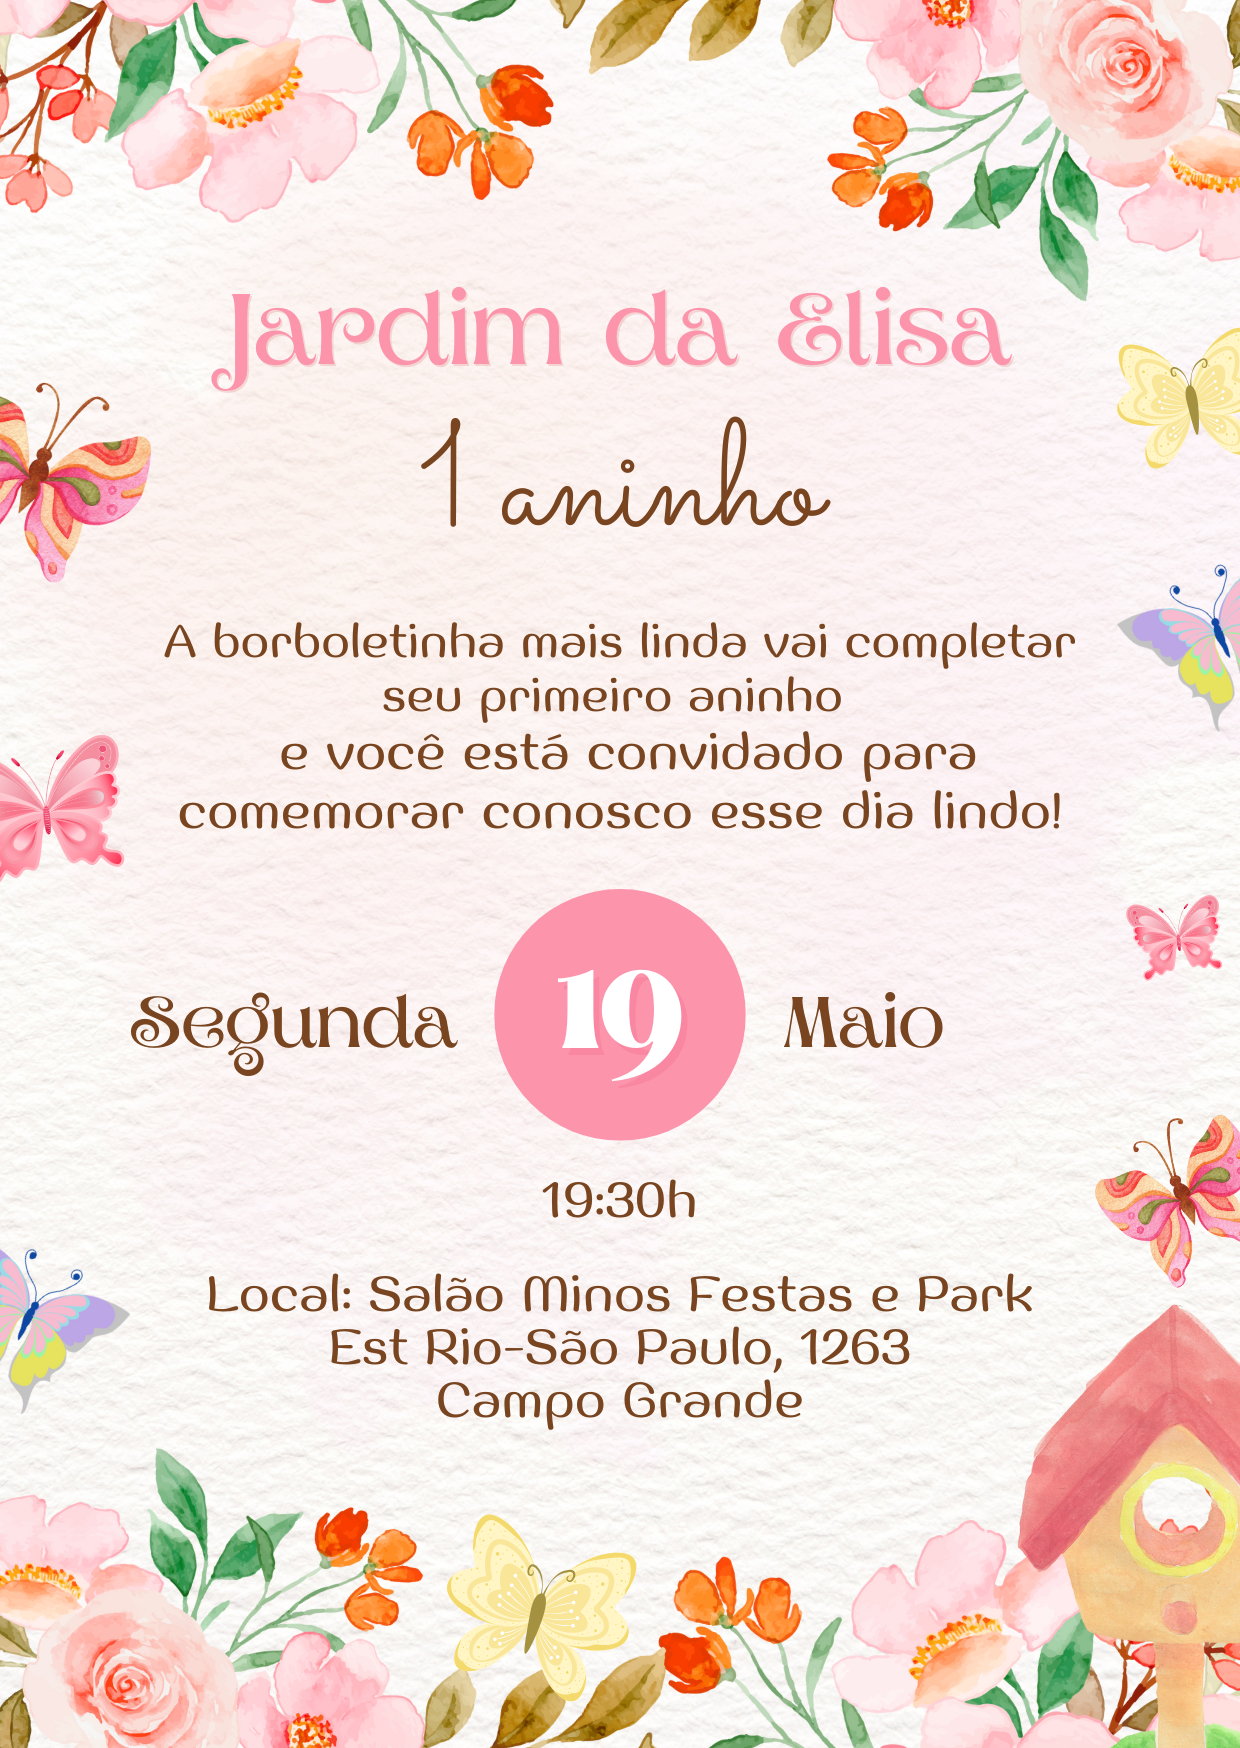 Jardim da Elisa
1 aninho
A borboletinha mais linda vai completar
seu primeiro aninho
e você está convidado para
comemorar conosco esse dia lindo!
Segunda 19 Maio
19:30h
Local: Salão Minos Festas e Park
Est Rio-São Paulo, 1263
Campo Grande